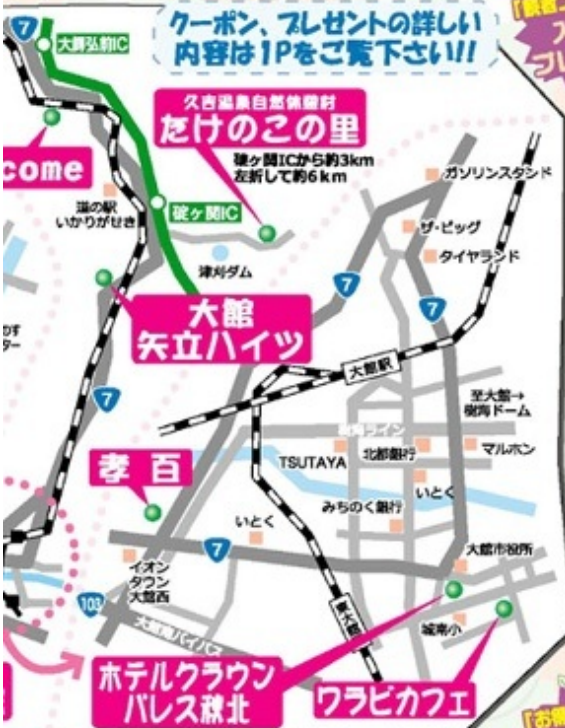 クーポン、プレゼントの詳しい
内容は1Pをご覧下さい!!
7
大鰐弘前IC
久吉温泉自然休養村
たけのこの里
碇ヶ関ICから約3km
左折して約6km
come
道の駅
いかりがせき
碇ヶ関IC
津刈ダム
ガソリンスタンド
ザ・ビッグ
タイヤランド
7
7
大館
矢立ハイツ
7
大館駅
至大館→
樹海ドーム
樹海ライン
TSUTAYA
北都銀行
マルホン
いとく
みちのく銀行
孝百
いとく
7
イオン
タウン
大館西
大館市役所
103
大館南バイパス
東大館
城南小
ホテルクラウン
パレス秋北
ワラビカフェ